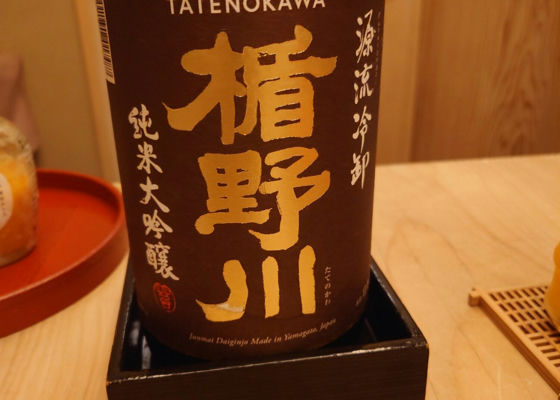 TATENOKAWA
源流冷卸
楯野川
たてのかわ
純米大吟醸
Junmai Daiginjo Made in Yamagata, Japan